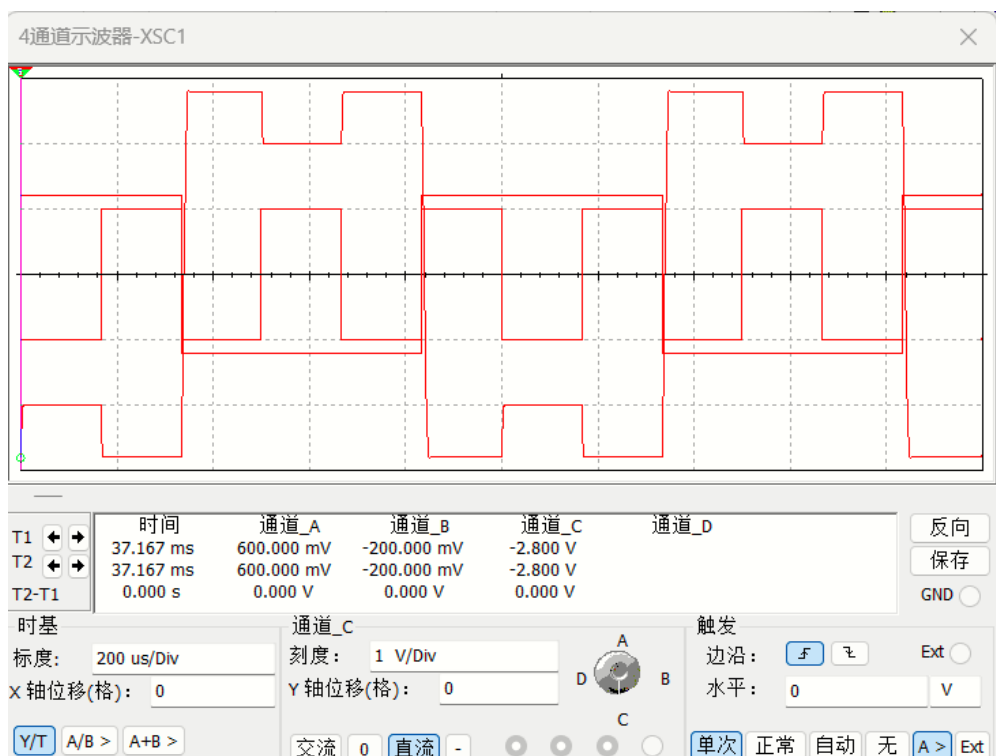 4通道示波器-XSC1
时间 通道_A 通道_B 通道_C 通道_D
T1 37.167 ms 600.000 mV -200.000 mV -2.800 V
T2 37.167 ms 600.000 mV -200.000 mV -2.800 V
T2-T1 0.000 s 0.000 V 0.000 V 0.000 V
反向
保存
GND
时基
标度: 200 us/Div
X 轴位移(格): 0
Y/T A/B > A+B >
通道_C
刻度: 1 V/Div
Y 轴位移(格): 0
交流 0 直流 -
A
D B
C
触发
边沿: Ext
水平: 0 V
单次 正常 自动 无 A > Ext